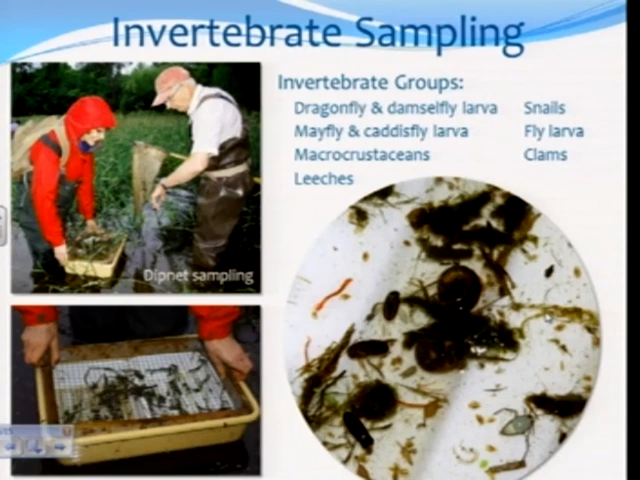 Invertebrate Sampling
Invertebrate Groups:
Dragonfly & damselfly larva
Mayfly & caddisfly larva
Macrocrustaceans
Leeches
Snails
Fly larva
Clams
Dipnet sampling